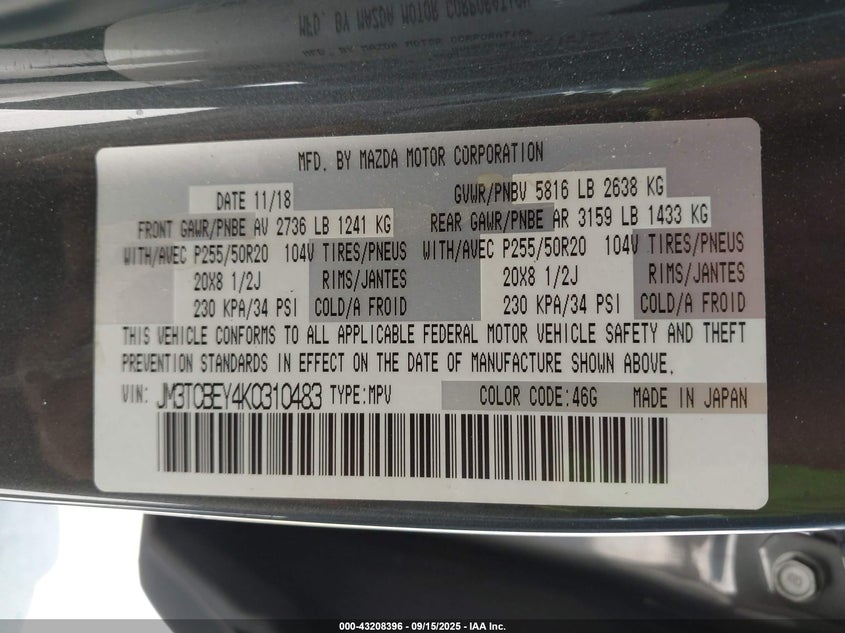 MFD. BY MAZDA MOTOR CORPORATION
DATE 11/18 GVWR/PNBV 5816 LB 2638 KG
FRONT GAWR/PNBE AV 2736 LB 1241 KG REAR GAWR/PNBE AR 3159 LB 1433 KG
WITH/AVEC P255/50R20 104V TIRES/PNEUS WITH/AVEC P255/50R20 104V TIRES/PNEUS
20X8 1/2J RIMS/JANTES 20X8 1/2J RIMS/JANTES
230 KPA/34 PSI COLD/A FROID 230 KPA/34 PSI COLD/A FROID
THIS VEHICLE CONFORMS TO ALL APPLICABLE FEDERAL MOTOR VEHICLE SAFETY AND THEFT
PREVENTION STANDARDS IN EFFECT ON THE DATE OF MANUFACTURE SHOWN ABOVE.
VIN: JM3TCBEY4K0310483 TYPE:MPV COLOR CODE:46G MADE IN JAPAN
000-43208396 - 09/15/2025 - IAA Inc.